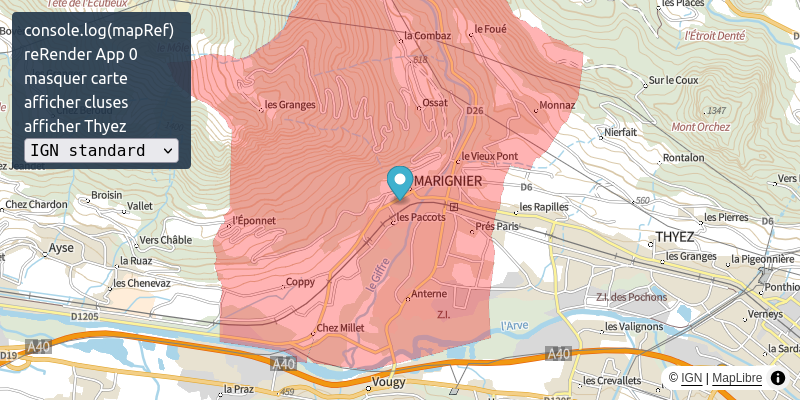 Tête de l'Écutieux
console.log(mapRef)
reRender App 0
masquer carte
afficher cluses
afficher Thyez
IGN standard
les Places
le Foué
la Combaz
l'Étroit Denté
618
Sur le Coux
les Granges
Ossat
D26
Monnaz
1347
Mont Orchez
Nierfait
le Vieux Pont
Rontalon
MARIGNIER
D6
Broisin
Vallet
Chez Chardon
560
les Rapilles
les Pierres
D6
l'Éponnet
les Paccots
Prés Paris
Vers Châble
THYEZ
Ayse
la Ruaz
les Granges
la Pigeonnière
le Giffre
les Chenevaz
Coppy
Anterne
Z.I. des Pochons
Ponthio
D1205
Z.I.
Verneys
Chez Millet
l'Arve
les Valignons
A40
D19
A40
A40
la Sarda
la Praz
459
Vougy
les Crevallets
D1205
© IGN | MapLibre